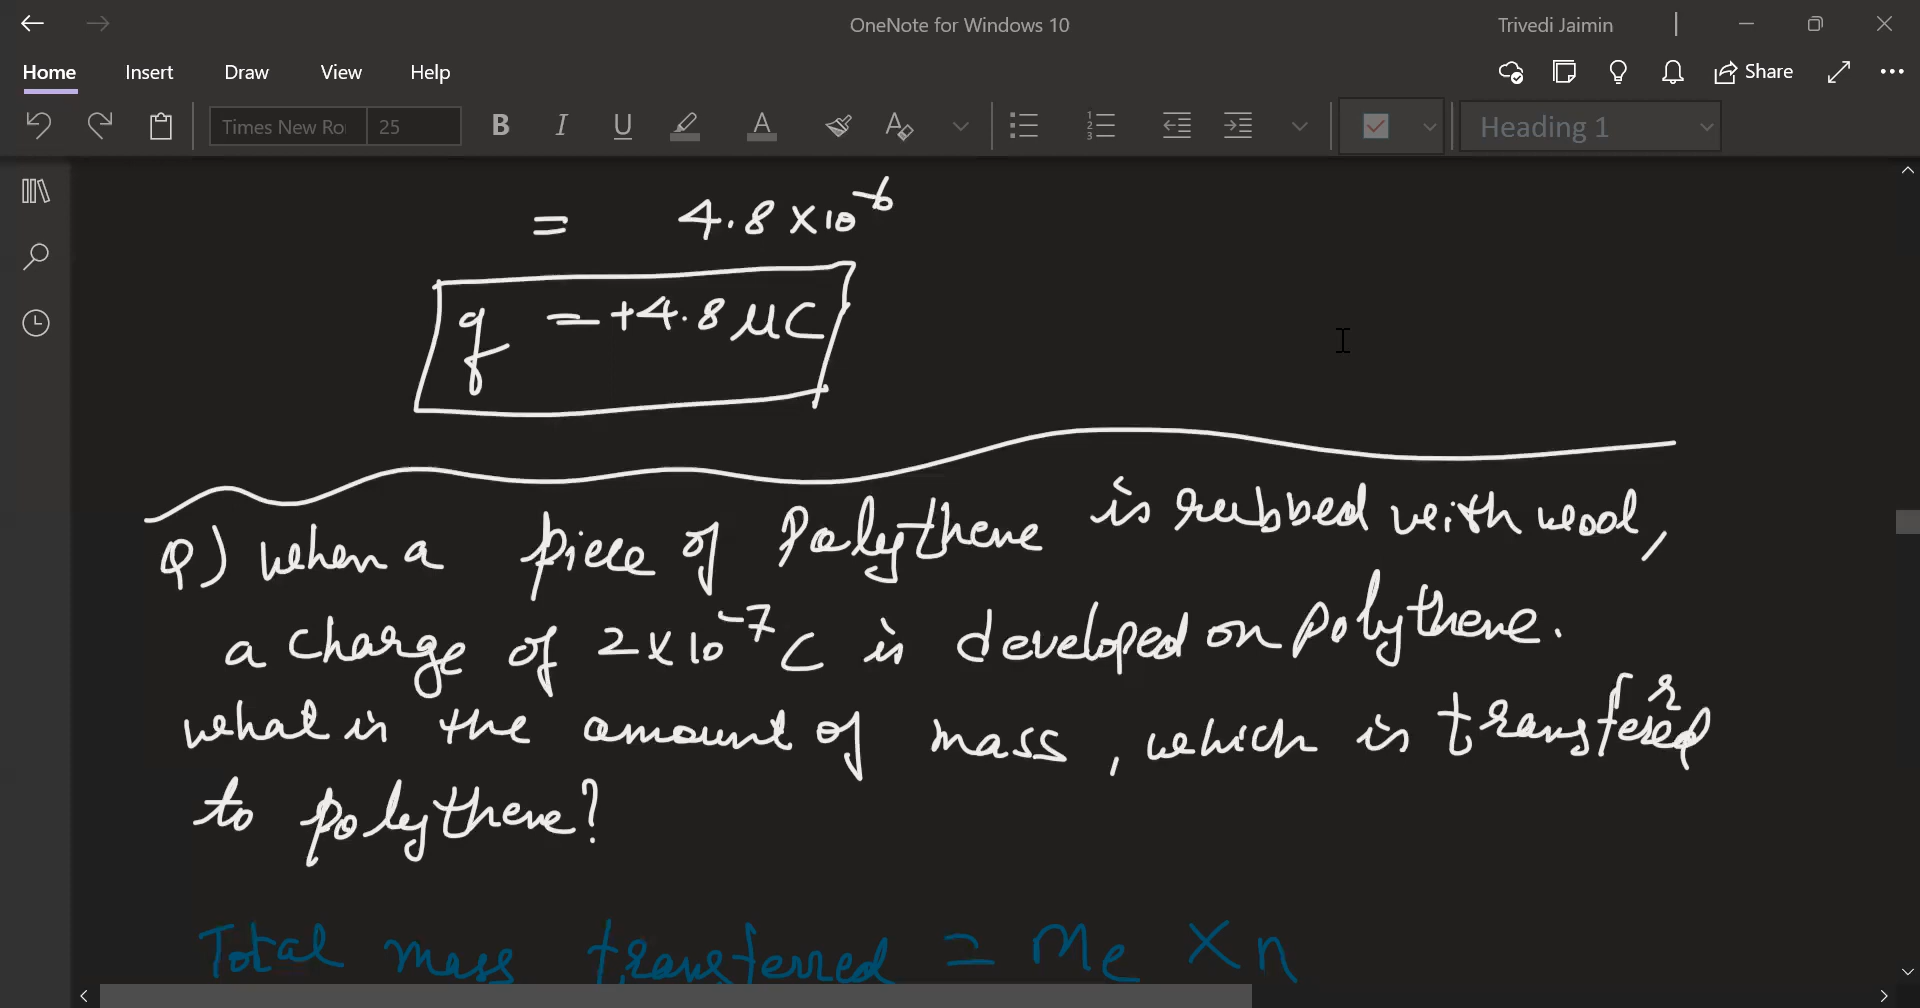 OneNote for Windows 10
Trivedi Jaimin
Home Insert Draw View Help
Share
Times New Ro 25
B I U A A
Heading 1
= 4.8 x 10⁻⁶
q = +4.8 μC
Q) when a piece of Polythene is rubbed with wool,
a charge of 2 x 10⁻⁷ C is developed on polythene.
what is the amount of mass, which is transferred
to polythene?
Total mass transferred = Me x n